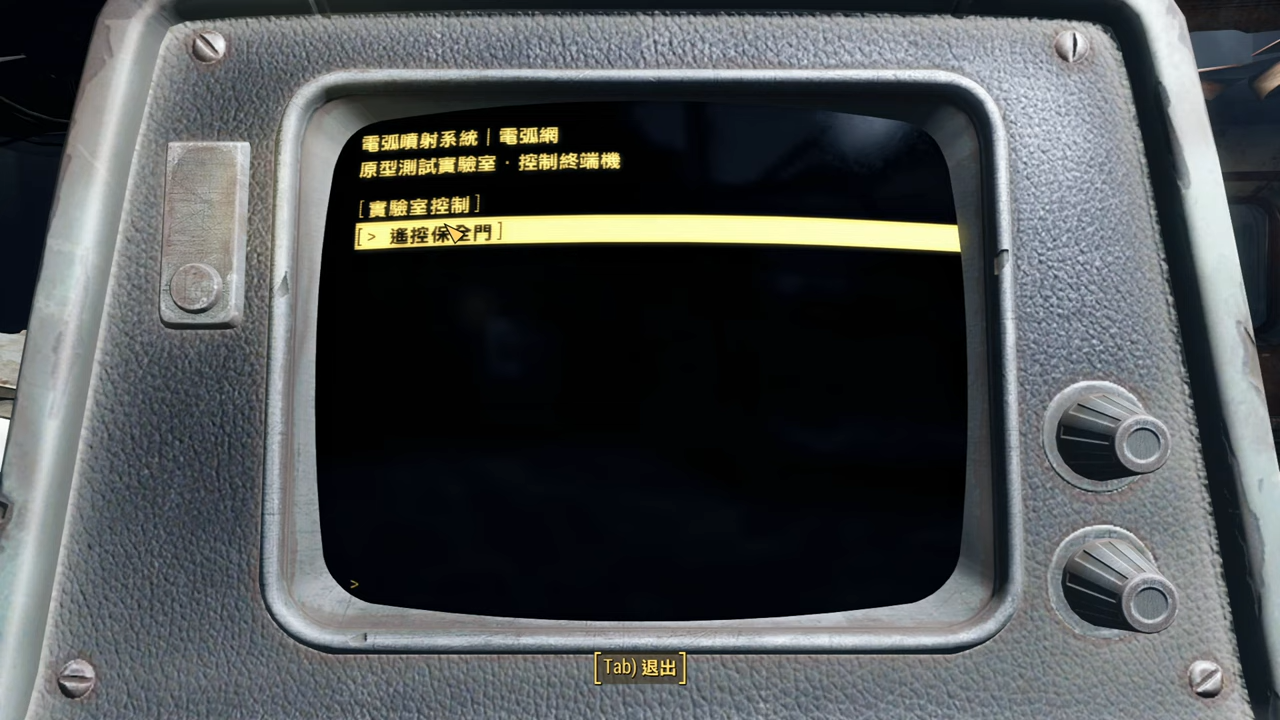 電弧噴射系統｜電弧網
原型測試實驗室‧控制終端機
[實驗室控制]
[> 遙控保全門]
>
[Tab) 退出]